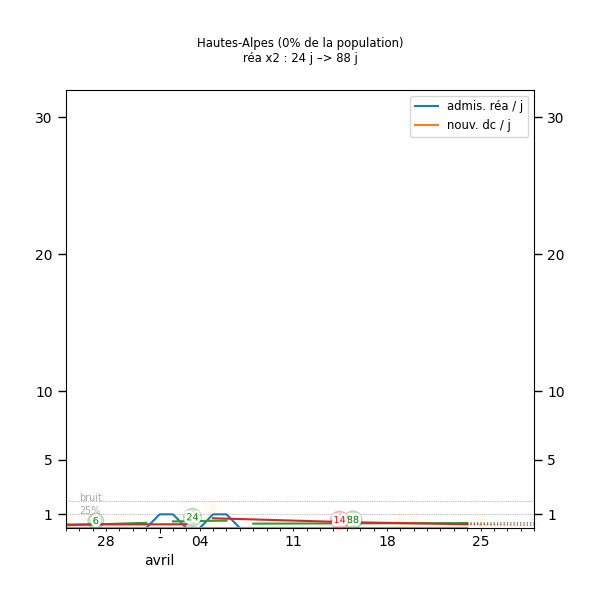 Hautes-Alpes (0% de la population)
réa x2 : 24 j –> 88 j
admis. réa / j
nouv. dc / j
30 30
20 20
10 10
5 5
bruit
25%
1 1
6 24 14 88
28 - 04 11 18 25
avril